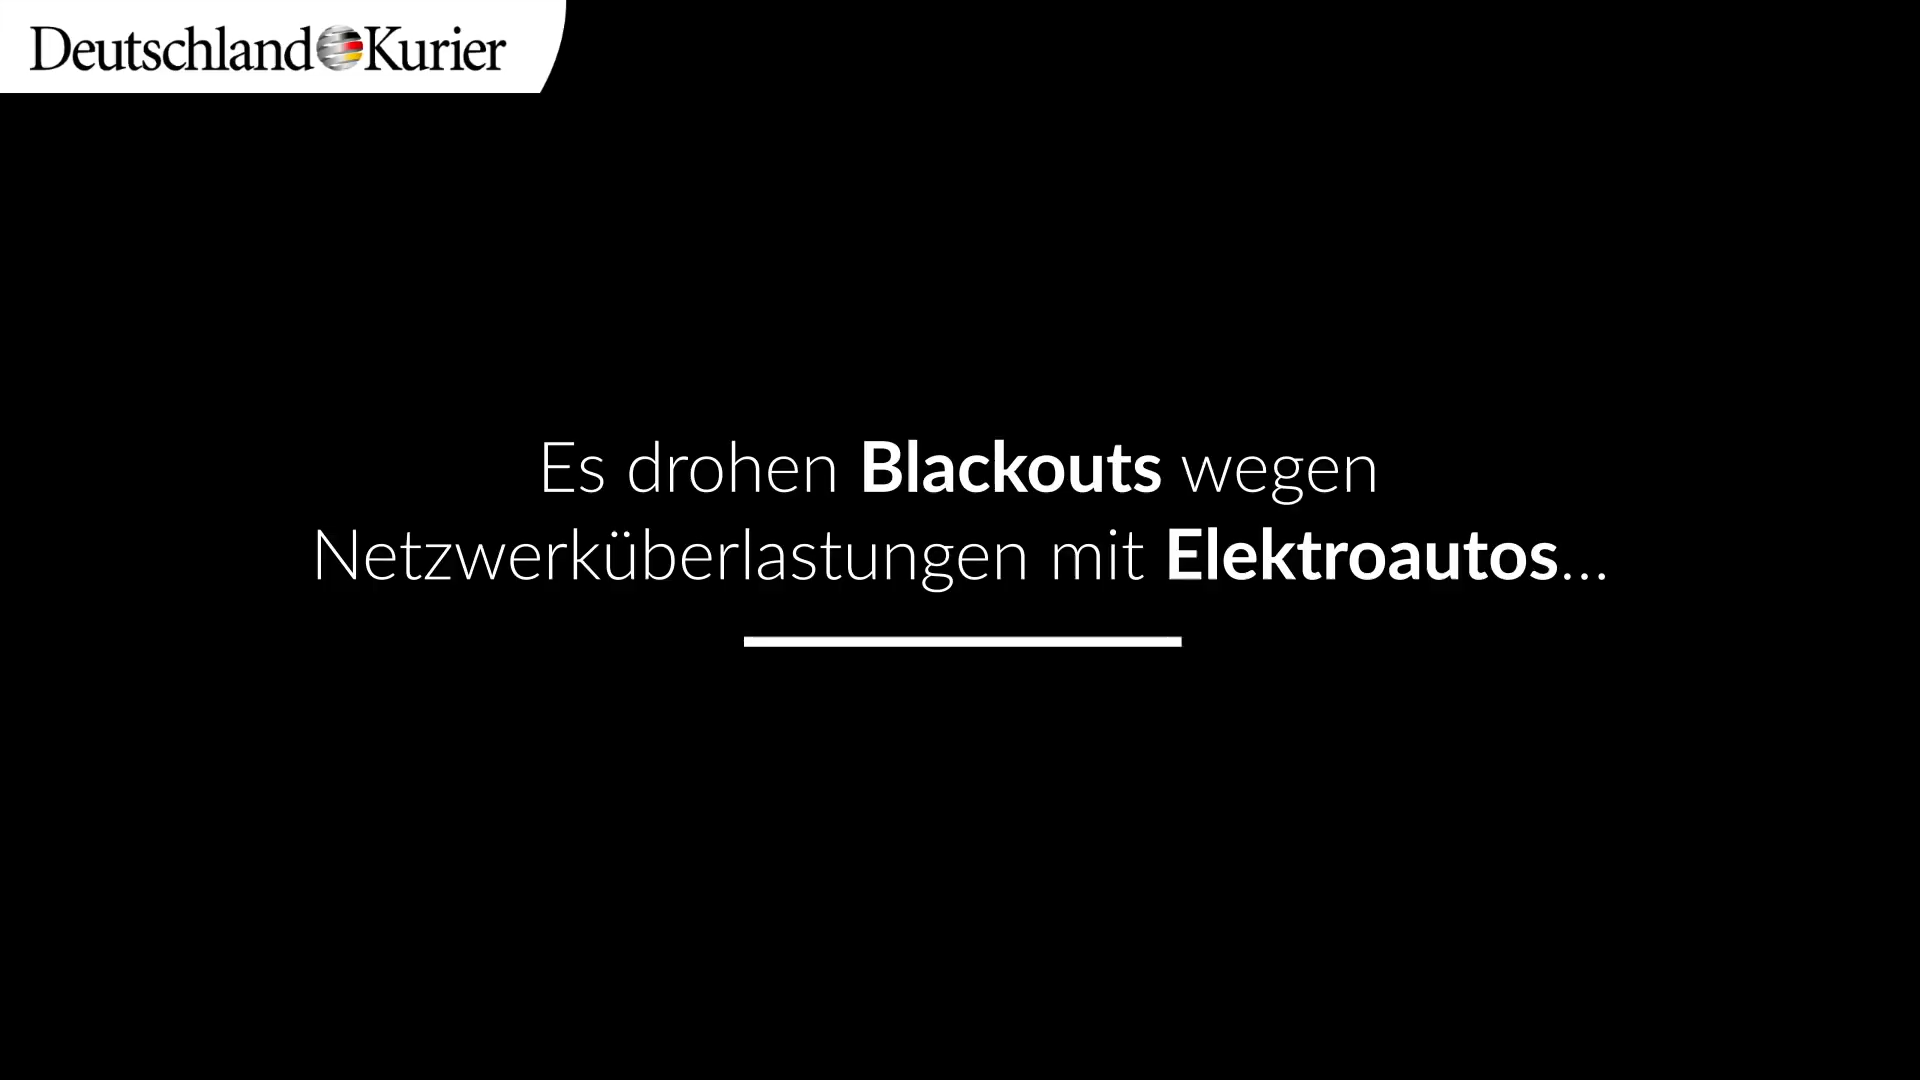 Deutschland Kurier
Es drohen Blackouts wegen
Netzwerküberlastungen mit Elektroautos...